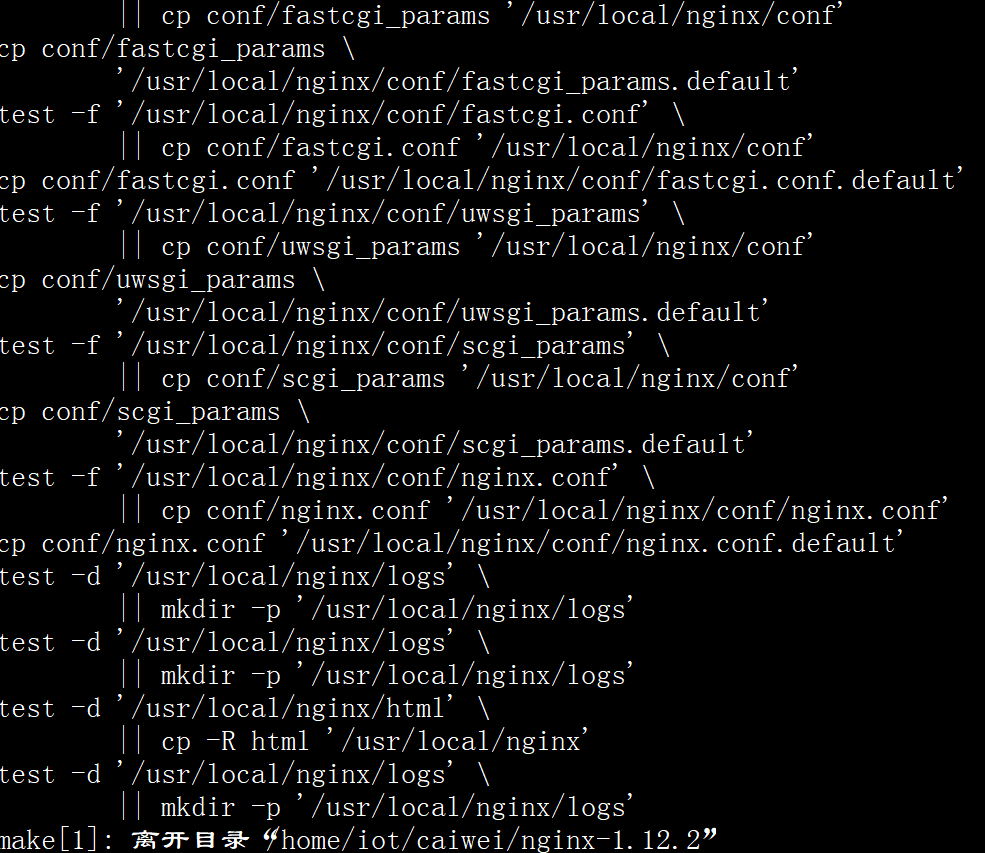 || cp conf/fastcgi_params '/usr/local/nginx/conf'
cp conf/fastcgi_params \
'/usr/local/nginx/conf/fastcgi_params.default'
test -f '/usr/local/nginx/conf/fastcgi.conf' \
|| cp conf/fastcgi.conf '/usr/local/nginx/conf'
cp conf/fastcgi.conf '/usr/local/nginx/conf/fastcgi.conf.default'
test -f '/usr/local/nginx/conf/uwsgi_params' \
|| cp conf/uwsgi_params '/usr/local/nginx/conf'
cp conf/uwsgi_params \
'/usr/local/nginx/conf/uwsgi_params.default'
test -f '/usr/local/nginx/conf/scgi_params' \
|| cp conf/scgi_params '/usr/local/nginx/conf'
cp conf/scgi_params \
'/usr/local/nginx/conf/scgi_params.default'
test -f '/usr/local/nginx/conf/nginx.conf' \
|| cp conf/nginx.conf '/usr/local/nginx/conf/nginx.conf'
cp conf/nginx.conf '/usr/local/nginx/conf/nginx.conf.default'
test -d '/usr/local/nginx/logs' \
|| mkdir -p '/usr/local/nginx/logs'
test -d '/usr/local/nginx/logs' \
|| mkdir -p '/usr/local/nginx/logs'
test -d '/usr/local/nginx/html' \
|| cp -R html '/usr/local/nginx'
test -d '/usr/local/nginx/logs' \
|| mkdir -p '/usr/local/nginx/logs'
make[1]: 离开目录“/home/iot/caiwei/nginx-1.12.2”